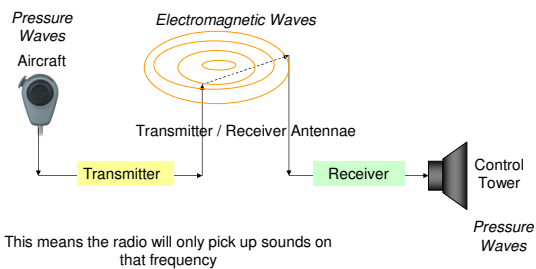 Pressure
Waves
Aircraft
Electromagnetic Waves
Transmitter / Receiver Antennae
Transmitter
Receiver
Control
Tower
Pressure
Waves
This means the radio will only pick up sounds on
that frequency